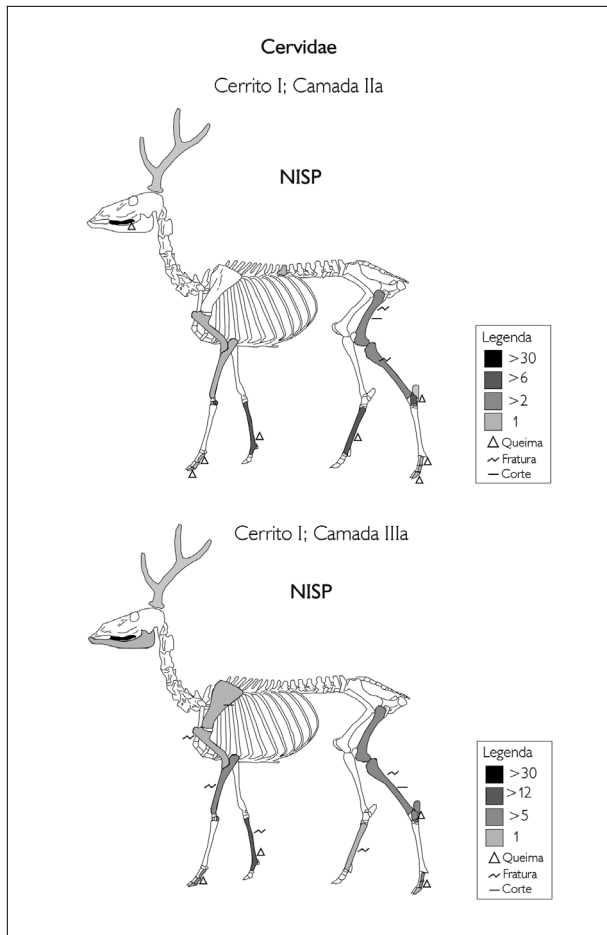 Cervidae
Cerrito I; Camada IIa
NISP
Legenda
>30
>6
>2
1
Queima
Fratura
Corte
Cerrito I; Camada IIIa
NISP
Legenda
>30
>12
>5
1
Queima
Fratura
Corte